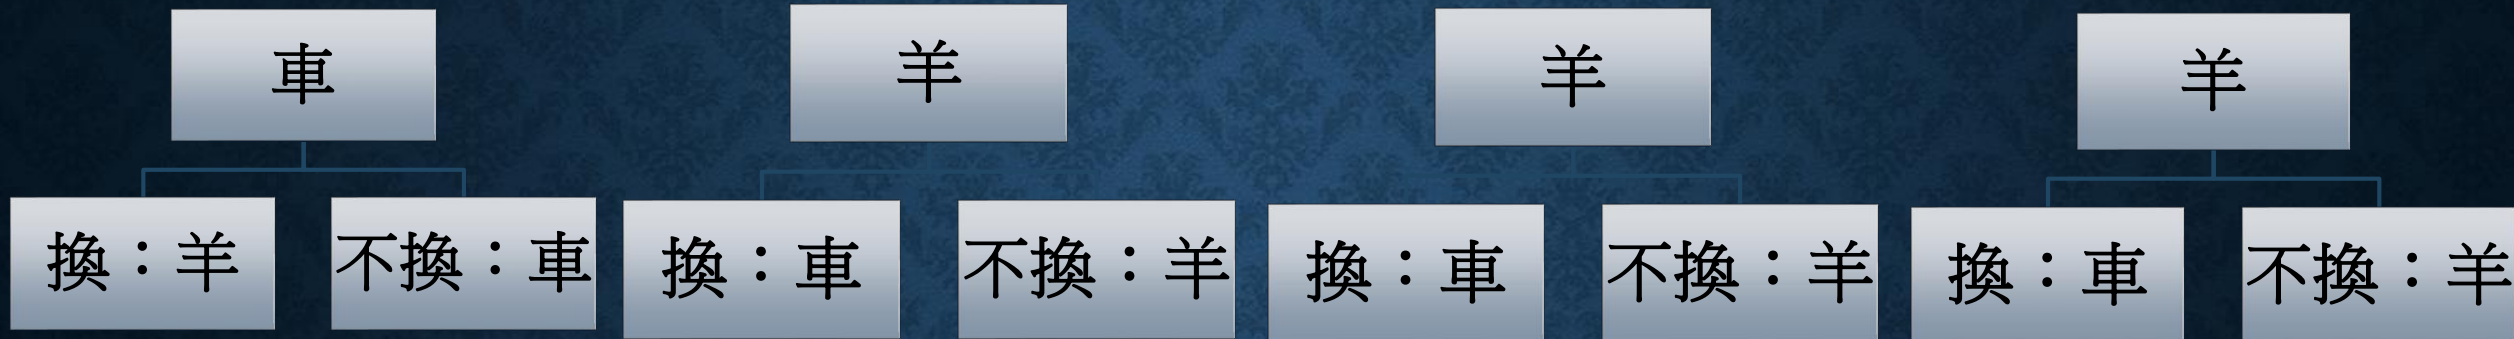 車 羊 羊 羊
換：羊 不換：車 換：車 不換：羊 換：車 不換：羊 換：車 不換：羊